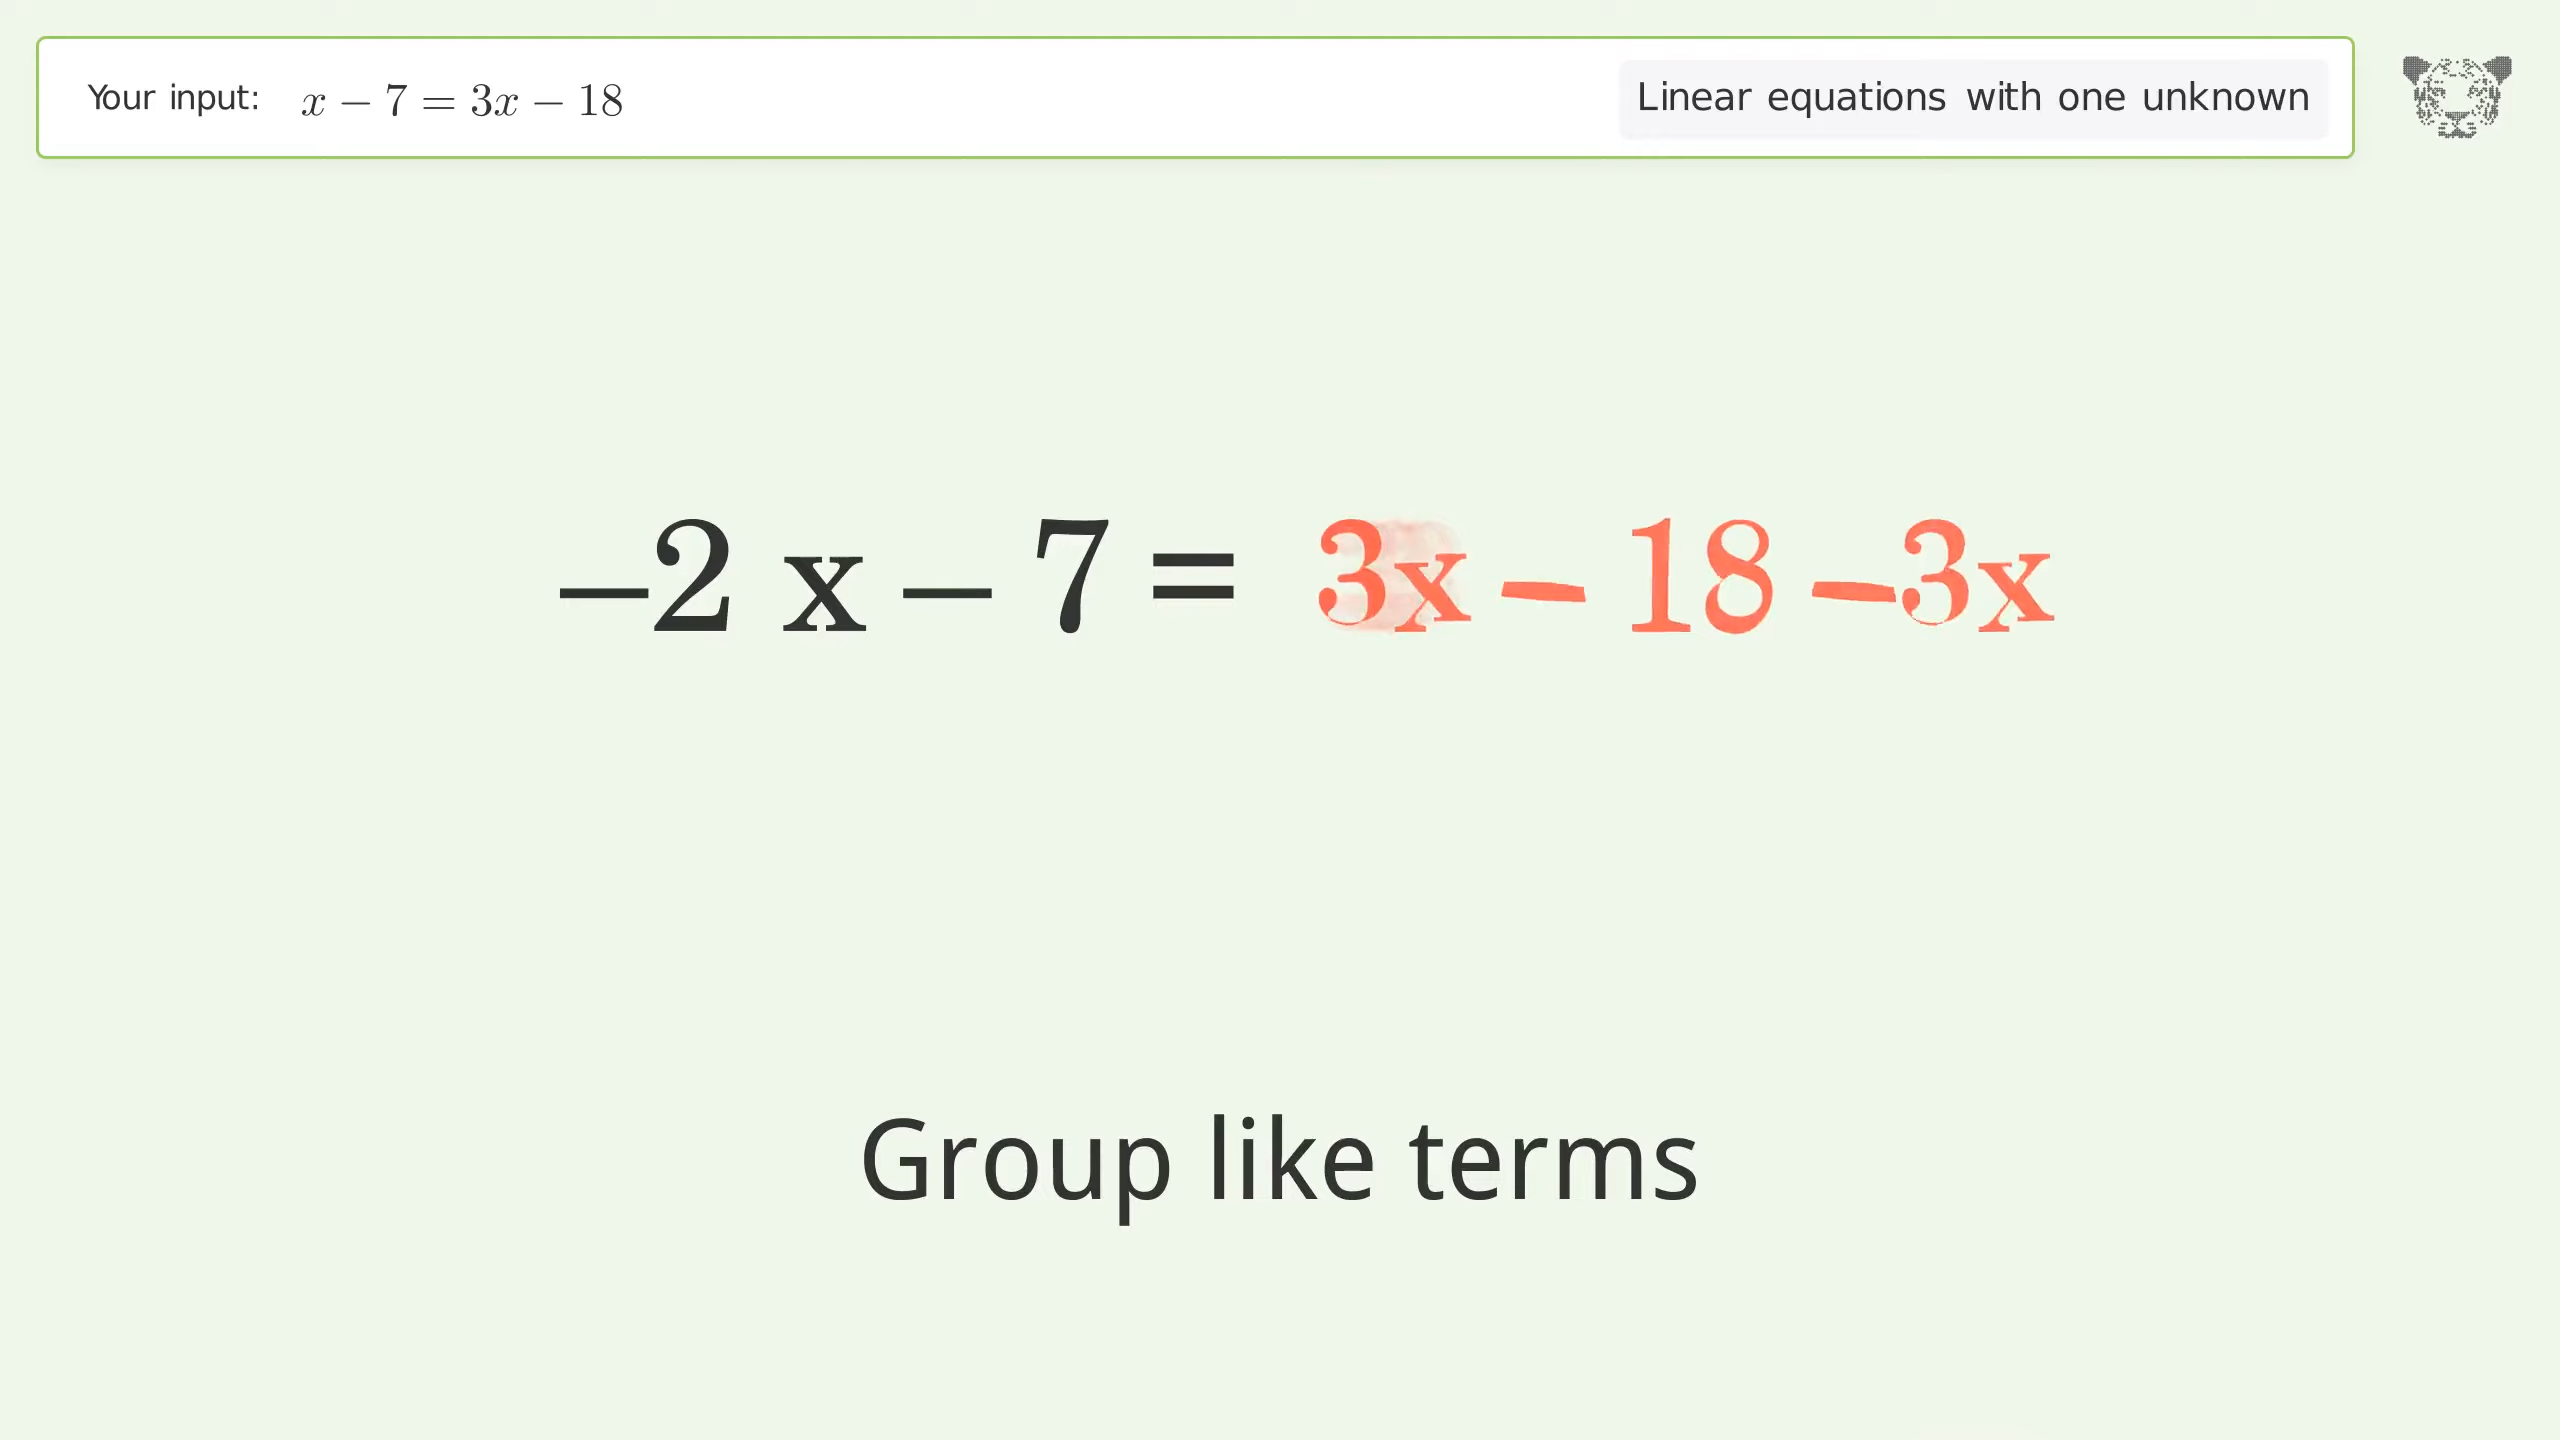 Your input: x − 7 = 3x − 18
Linear equations with one unknown
−2 x − 7 = 3x − 18 −3x
Group like terms